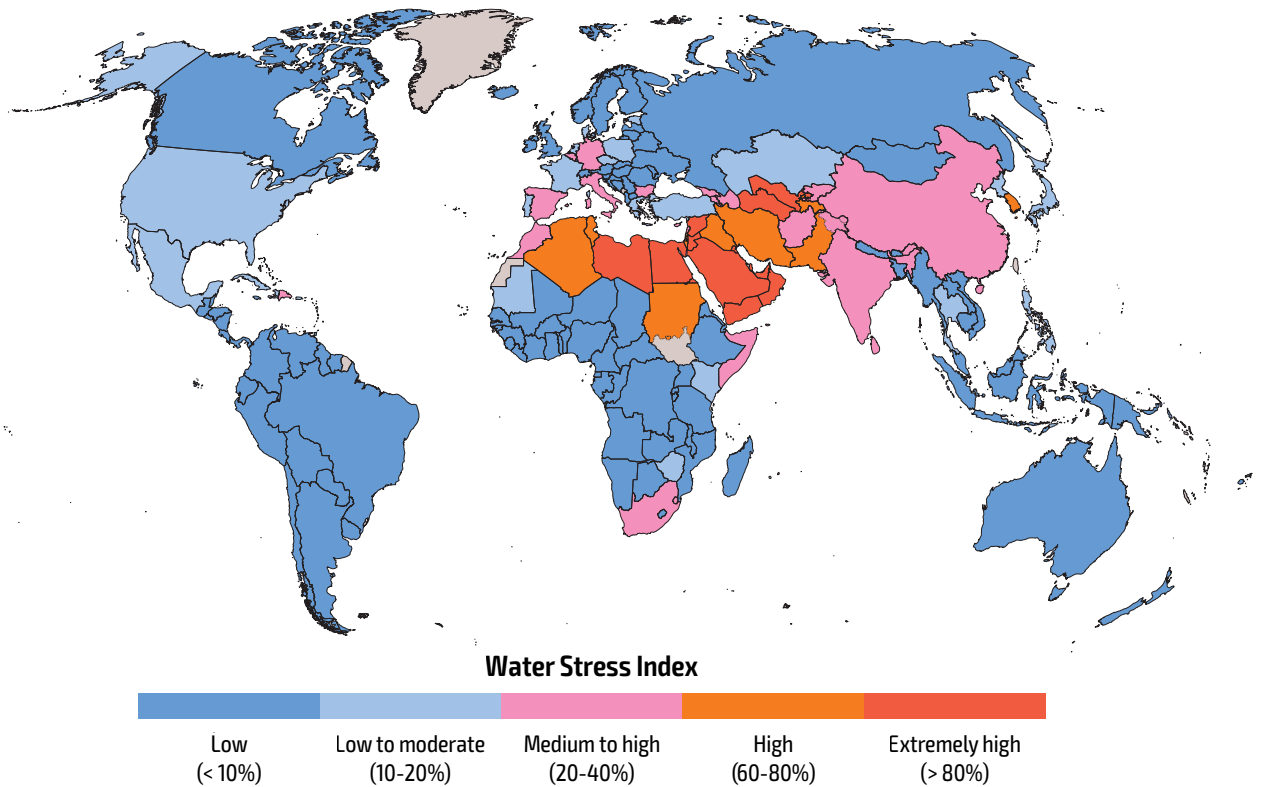 Water Stress Index
Low
(< 10%)
Low to moderate
(10-20%)
Medium to high
(20-40%)
High
(60-80%)
Extremely high
(> 80%)